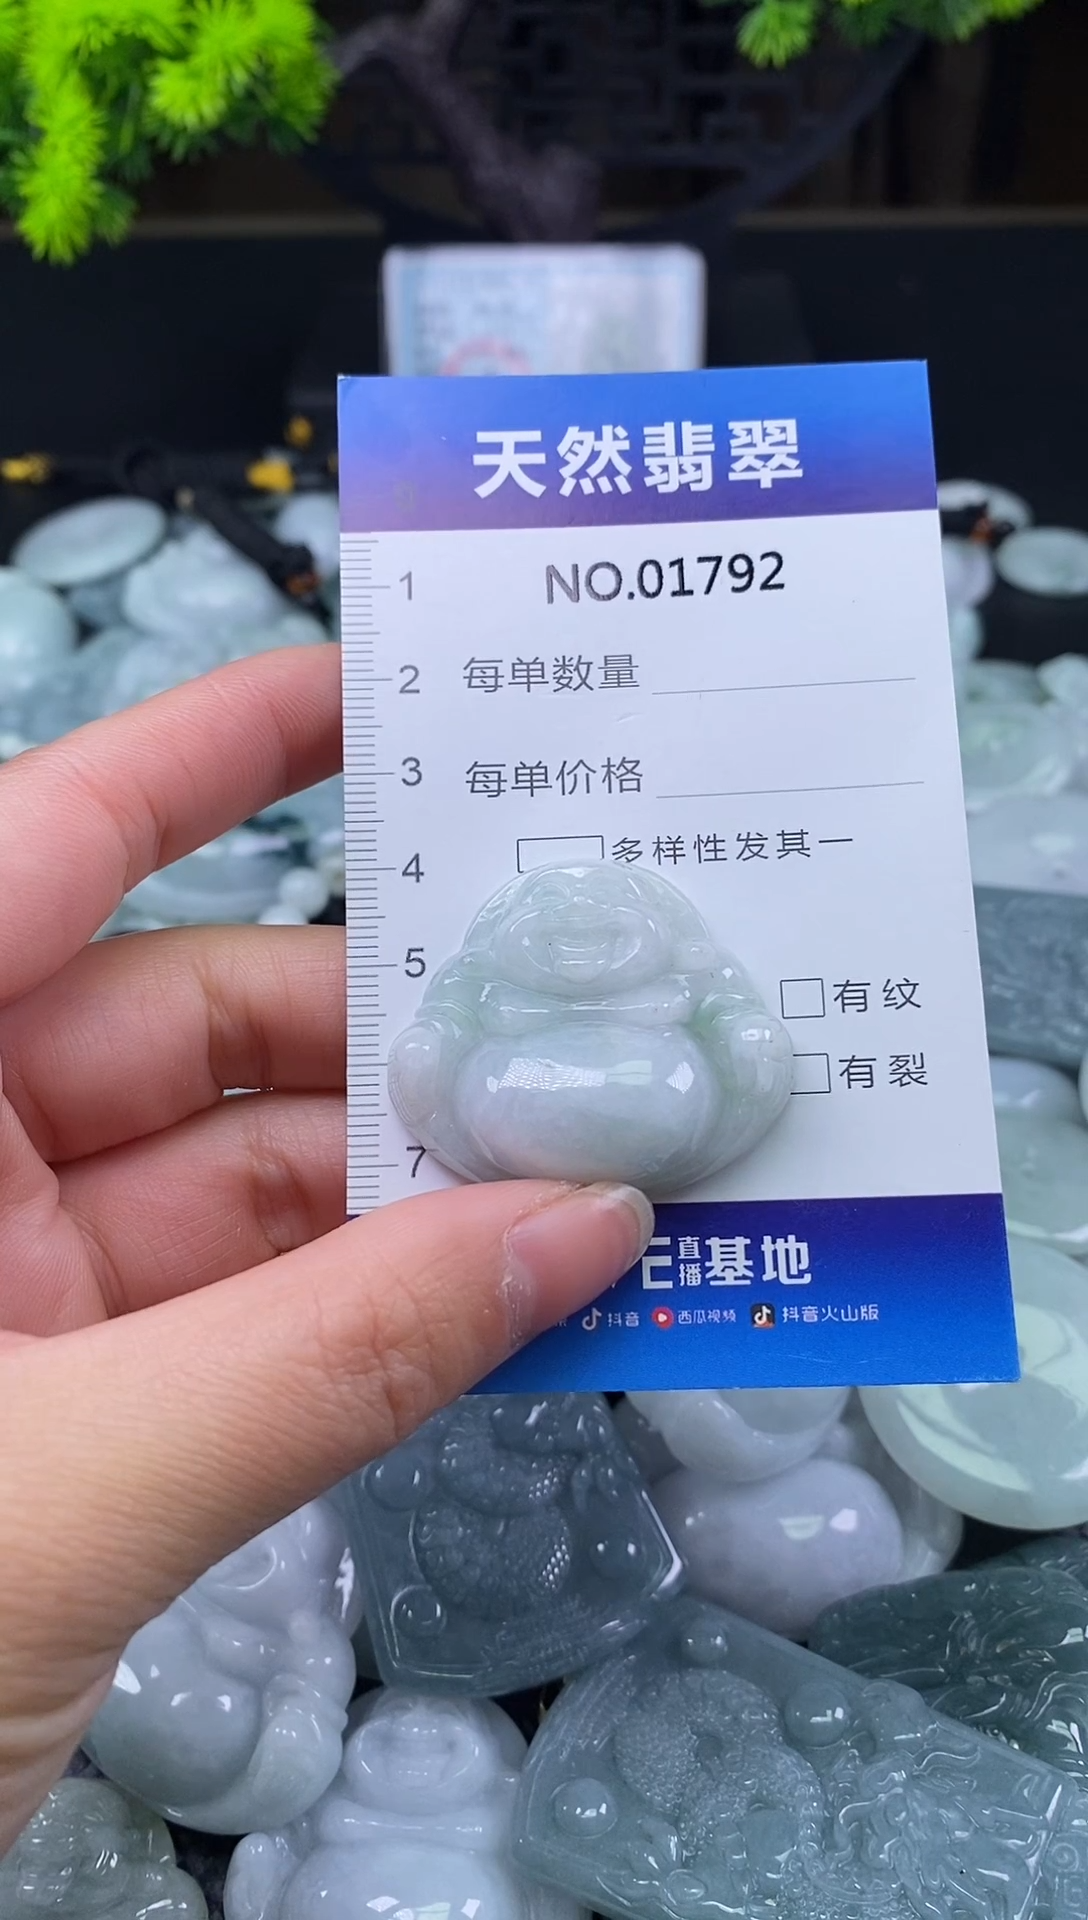 天然翡翠
0
NO.01792
1
每单数量
2
每单价格
3
多样性发其一
4
5
有纹
有裂
7
直播基地
抖音 西瓜视频 抖音火山版